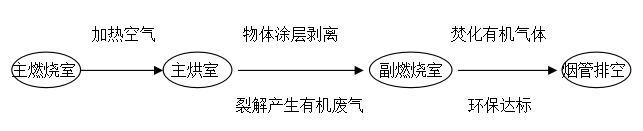 加热空气
物体涂层剥离
焚化有机气体
主燃烧室
主烘室
副燃烧室
烟管排空
裂解产生有机废气
环保达标